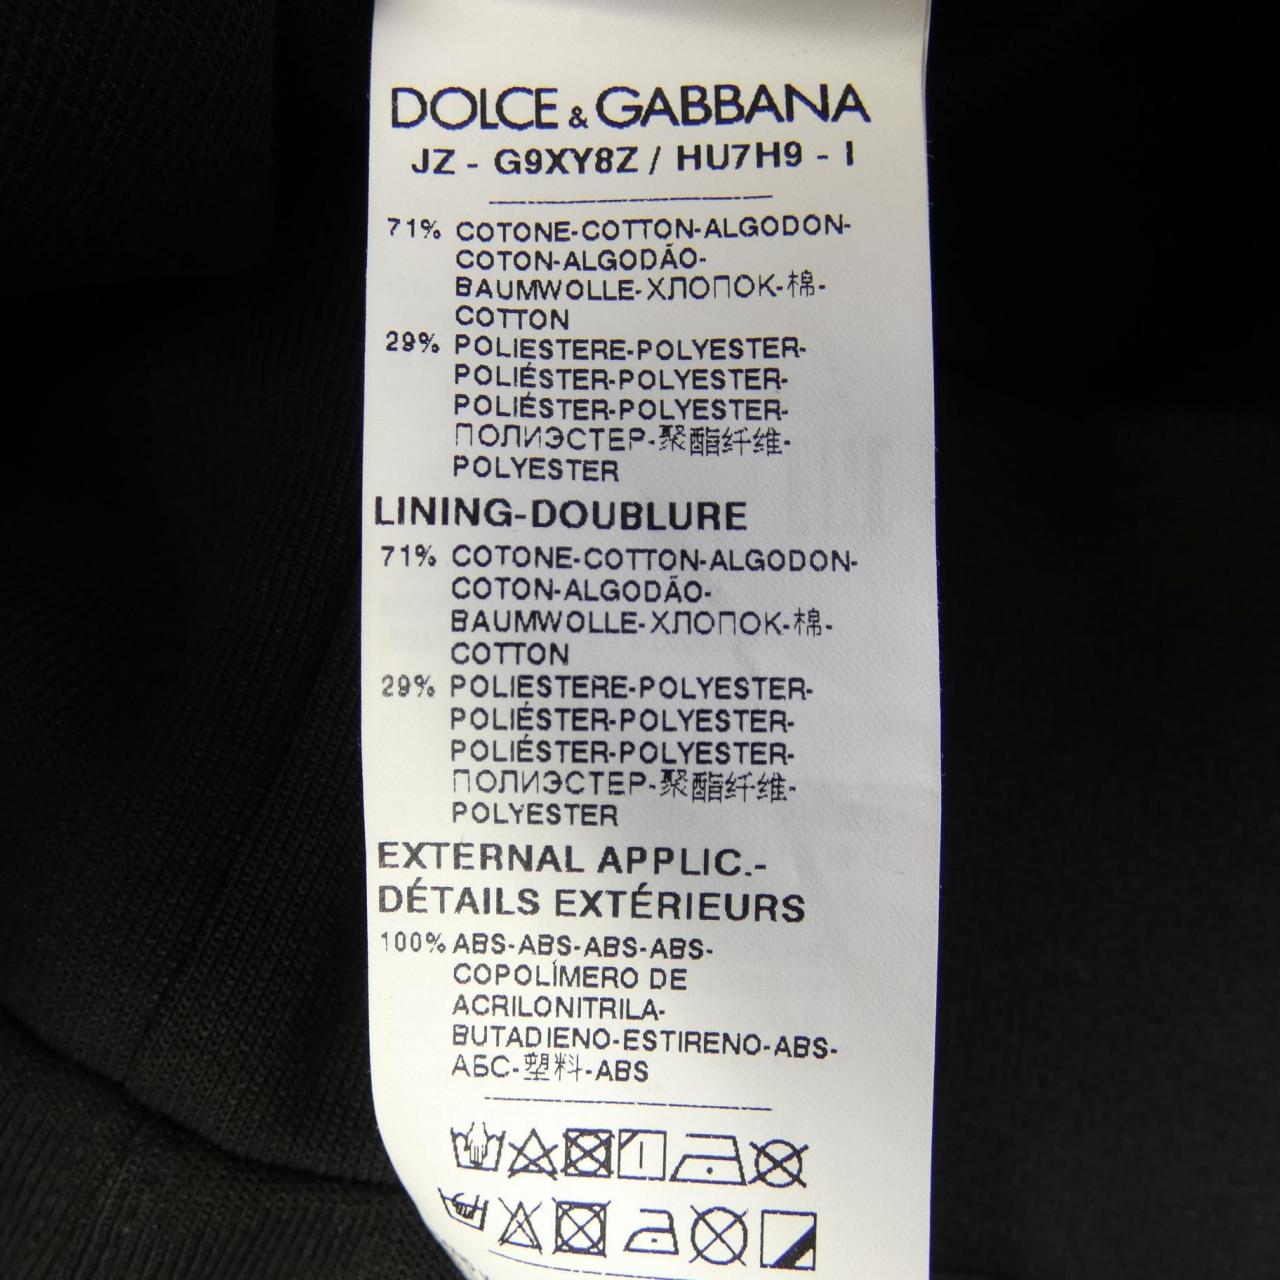 DOLCE & GABBANA
JZ - G9XY8Z / HU7H9 - I
71% COTONE-COTTON-ALGODON-
COTON-ALGODÃO-
BAUMWOLLE-ХЛОПОК-棉-
COTTON
29% POLIESTERE-POLYESTER-
POLIÉSTER-POLYESTER-
POLIÉSTER-POLYESTER-
ПОЛИЭСТЕР-聚酯纤维-
POLYESTER
LINING-DOUBLURE
71% COTONE-COTTON-ALGODON-
COTON-ALGODÃO-
BAUMWOLLE-ХЛОПОК-棉-
COTTON
29% POLIESTERE-POLYESTER-
POLIÉSTER-POLYESTER-
POLIÉSTER-POLYESTER-
ПОЛИЭСТЕР-聚酯纤维-
POLYESTER
EXTERNAL APPLIC.-
DÉTAILS EXTÉRIEURS
100% ABS-ABS-ABS-ABS-
COPOLÍMERO DE
ACRILONITRILA-
BUTADIENO-ESTIRENO-ABS-
АБС-塑料-ABS